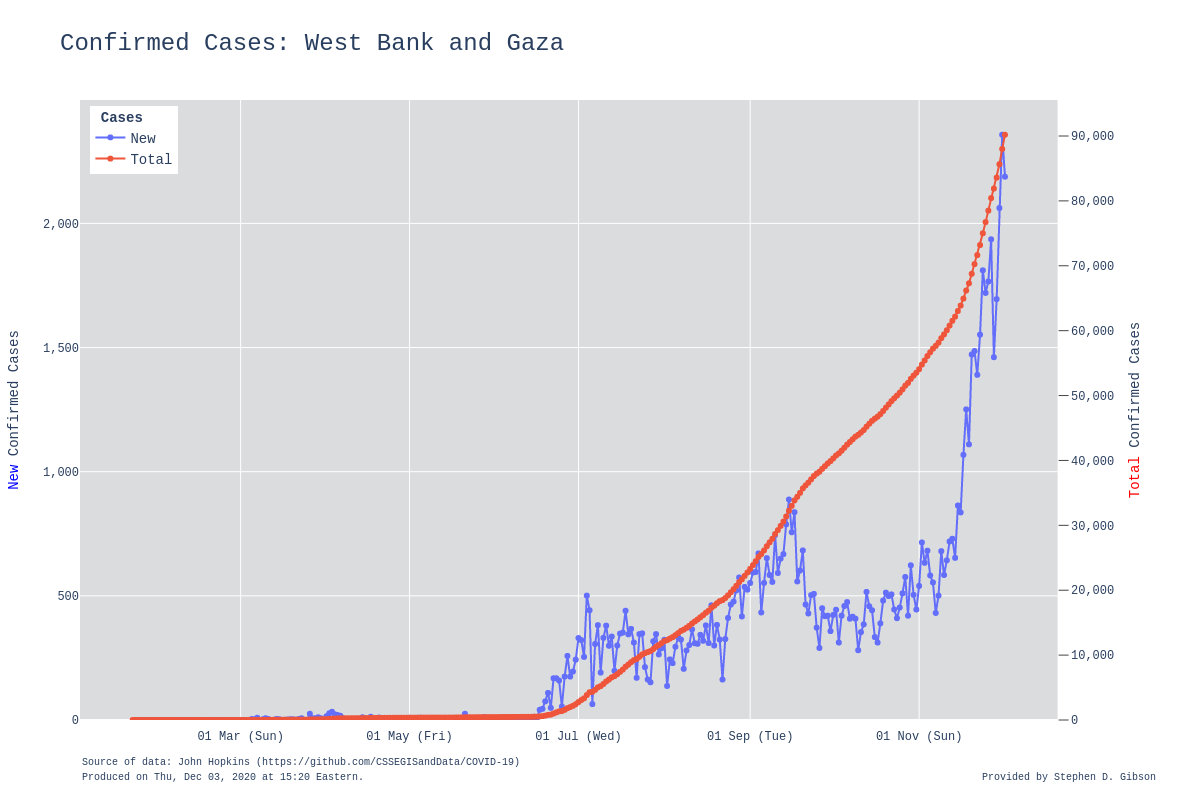 Confirmed Cases: West Bank and Gaza
Cases
New
Total
2,000
1,500
1,000
500
0
90,000
80,000
70,000
60,000
50,000
40,000
30,000
20,000
10,000
0
New Confirmed Cases
Total Confirmed Cases
01 Mar (Sun)
01 May (Fri)
01 Jul (Wed)
01 Sep (Tue)
01 Nov (Sun)
Source of data: John Hopkins (https://github.com/CSSEGISandData/COVID-19)
Produced on Thu, Dec 03, 2020 at 15:20 Eastern.
Provided by Stephen D. Gibson